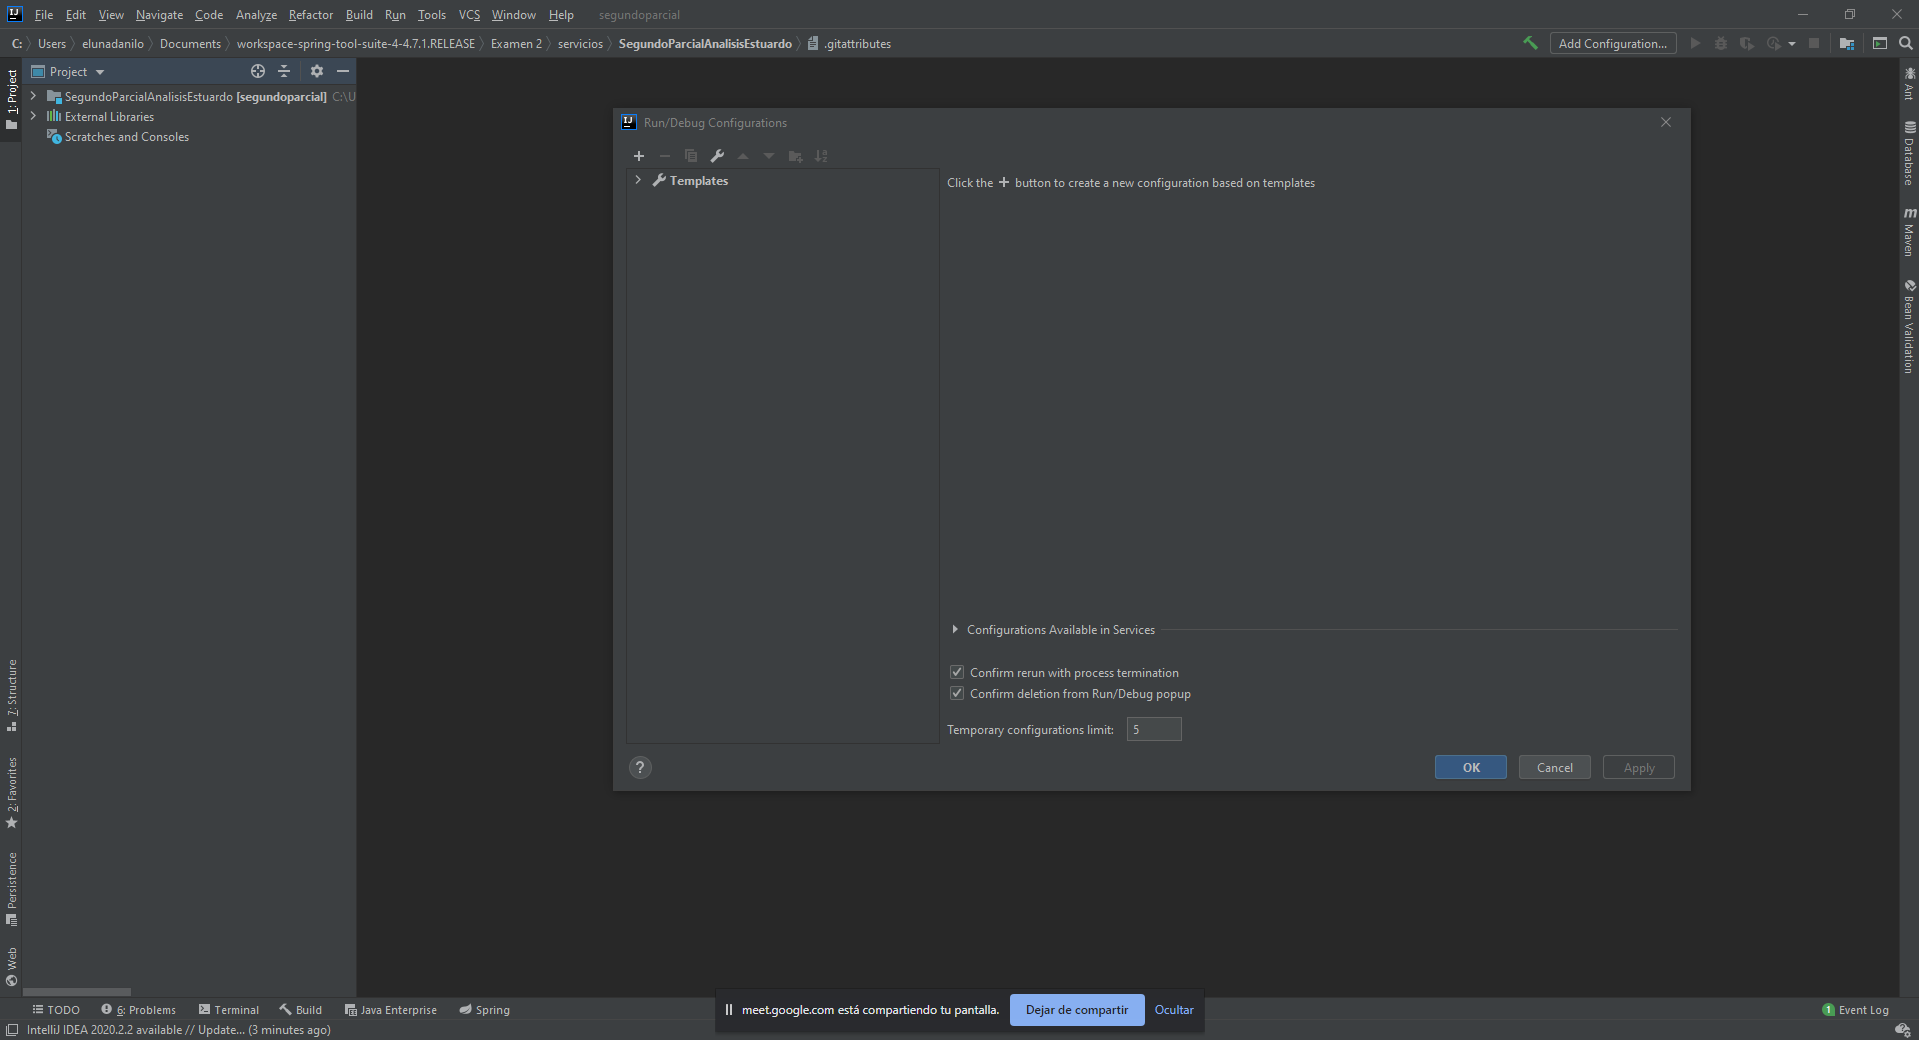 File Edit View Navigate Code Analyze Refactor Build Run Tools VCS Window Help segundoparcial
C: Users elunadanilo Documents workspace-spring-tool-suite-4-4.7.1.RELEASE Examen 2 servicios SegundoParcialAnalisisEstuardo .gitattributes Add Configuration...
Project
SegundoParcialAnalisisEstuardo [segundoparcial] C:\U
External Libraries
Scratches and Consoles
1: Project
7: Structure
2: Favorites
Persistence
Web
Run/Debug Configurations
Templates
Click the + button to create a new configuration based on templates
Configurations Available in Services
Confirm rerun with process termination
Confirm deletion from Run/Debug popup
Temporary configurations limit: 5
? OK Cancel Apply
Ant
Database
Maven
Bean Validation
TODO 6: Problems Terminal Build Java Enterprise Spring
meet.google.com está compartiendo tu pantalla. Dejar de compartir Ocultar
1 Event Log
IntelliJ IDEA 2020.2.2 available // Update... (3 minutes ago)